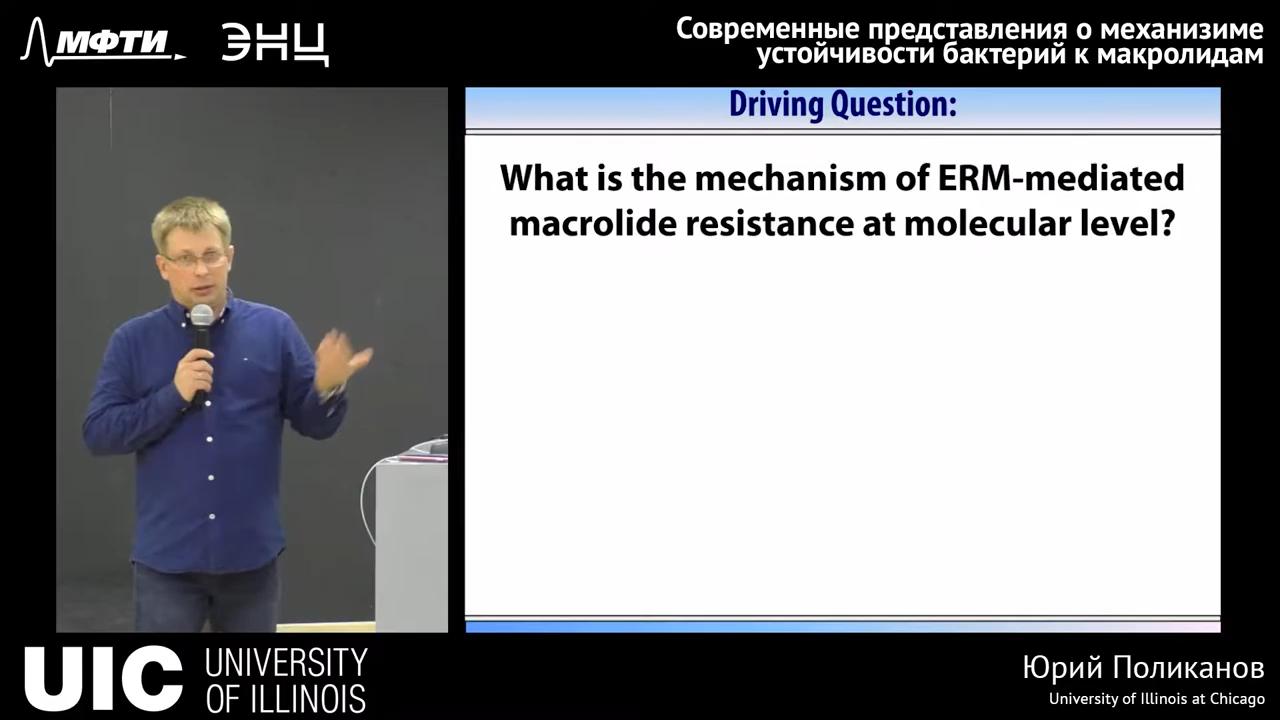 МФТИ
ЭНЦ
Современные представления о механизиме
устойчивости бактерий к макролидам
Driving Question:
What is the mechanism of ERM-mediated
macrolide resistance at molecular level?
UIC
UNIVERSITY
OF ILLINOIS
Юрий Поликанов
University of Illinois at Chicago